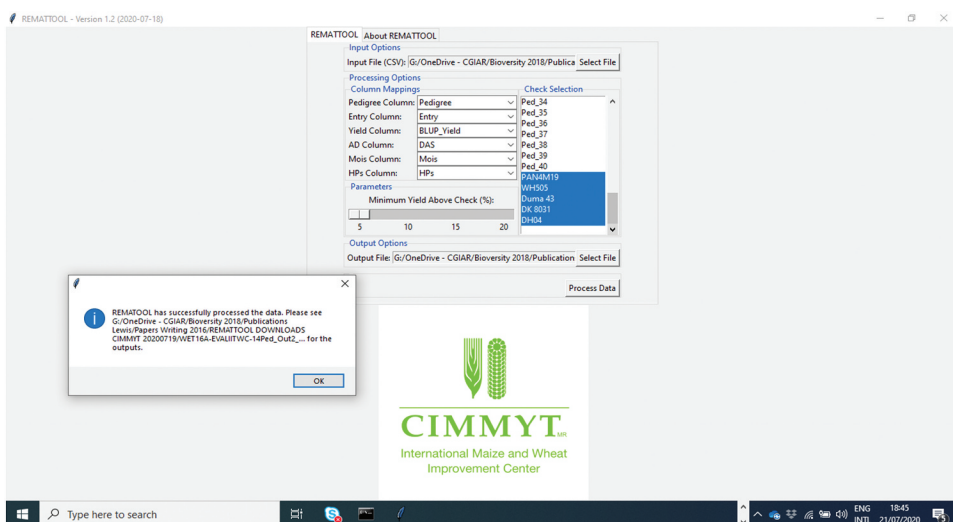 REMATTOOL - Version 1.2 (2020-07-18)
REMATTOOL About REMATTOOL
Input Options
Input File (CSV): G:/OneDrive - CGIAR/Bioversity 2018/Publica Select File
Processing Options
Column Mappings
Pedigree Column: Pedigree
Entry Column: Entry
Yield Column: BLUP_Yield
AD Column: DAS
Mois Column: Mois
HPs Column: HPs
Check Selection
Ped_34
Ped_35
Ped_36
Ped_37
Ped_38
Ped_39
Ped_40
PAN4M19
WH505
Duma 43
DK 8031
DH04
Parameters
Minimum Yield Above Check (%):
5 10 15 20
Output Options
Output File: G:/OneDrive - CGIAR/Bioversity 2018/Publication Select File
Process Data
REMATOOL has successfully processed the data. Please see
G:/OneDrive - CGIAR/Bioversity 2018/Publications
Lewis/Papers Writing 2016/REMATTOOL DOWNLOADS
CIMMYT 20200719/WET16A-EVALIITWC-14Ped_Out2_... for the
outputs.
OK
CIMMYT MR
International Maize and Wheat
Improvement Center
Type here to search
ENG
INTL
18:45
21/07/2020